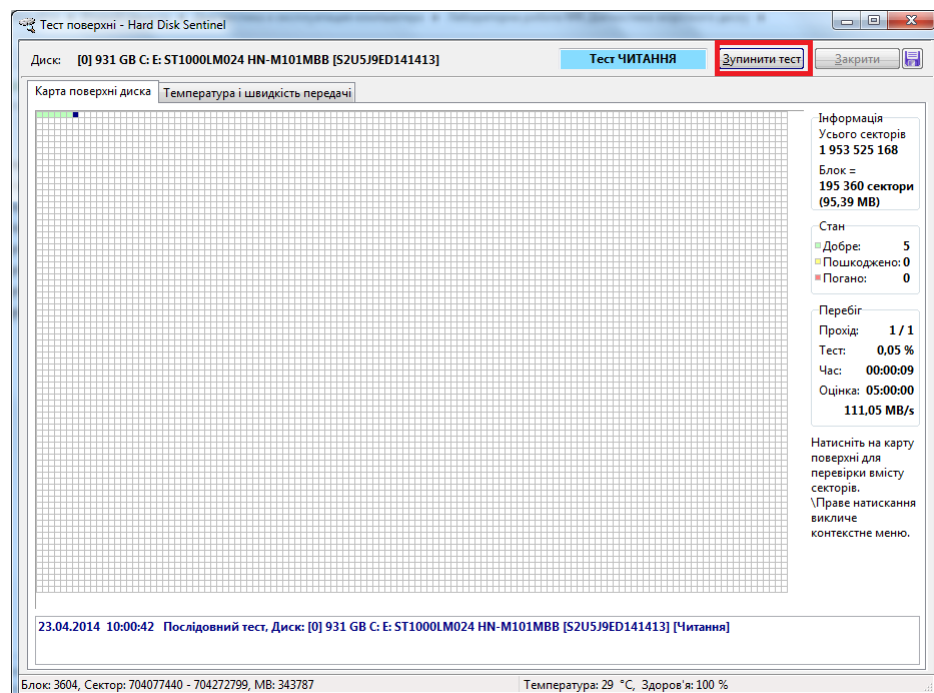 Тест поверхні - Hard Disk Sentinel
Диск: [0] 931 GB C: E: ST1000LM024 HN-M101MBB [S2U5J9ED141413]
Тест ЧИТАННЯ
Зупинити тест
Закрити
Карта поверхні диска
Температура і швидкість передачі
Інформація
Усього секторів
1 953 525 168
Блок =
195 360 сектори
(95,39 MB)
Стан
Добре: 5
Пошкоджено: 0
Погано: 0
Перебіг
Прохід: 1 / 1
Тест: 0,05 %
Час: 00:00:09
Оцінка: 05:00:00
111,05 MB/s
Натисніть на карту
поверхні для
перевірки вмісту
секторів.
\Праве натискання
викличе
контекстне меню.
23.04.2014 10:00:42 Послідовний тест, Диск: [0] 931 GB C: E: ST1000LM024 HN-M101MBB [S2U5J9ED141413] [Читання]
Блок: 3604, Сектор: 704077440 - 704272799, MB: 343787
Температура: 29 °C, Здоров'я: 100 %